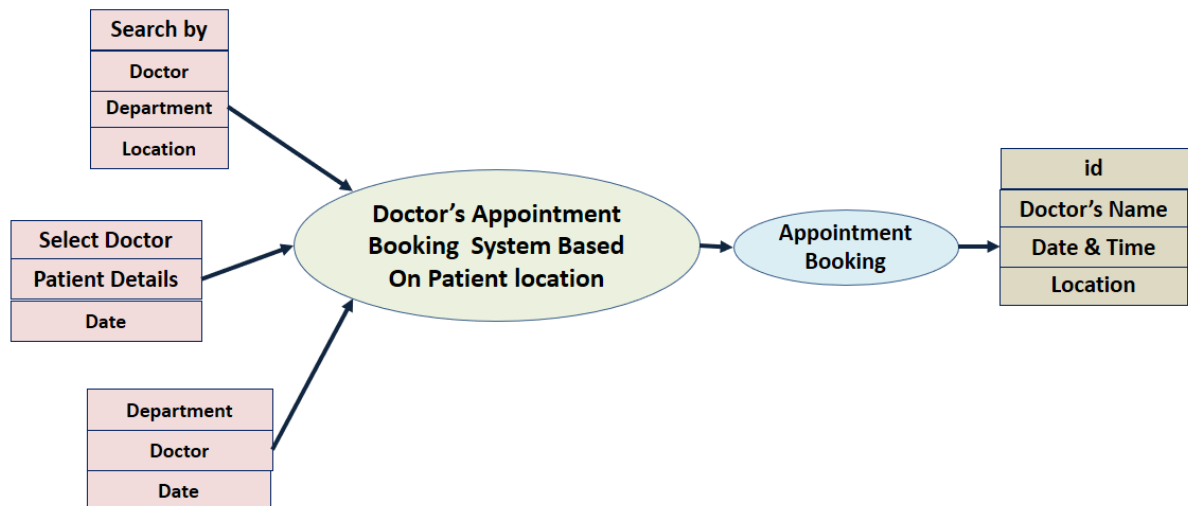 Search by
Doctor
Department
Location
Select Doctor
Patient Details
Date
Department
Doctor
Date
Doctor’s Appointment
Booking System Based
On Patient location
Appointment
Booking
id
Doctor’s Name
Date & Time
Location